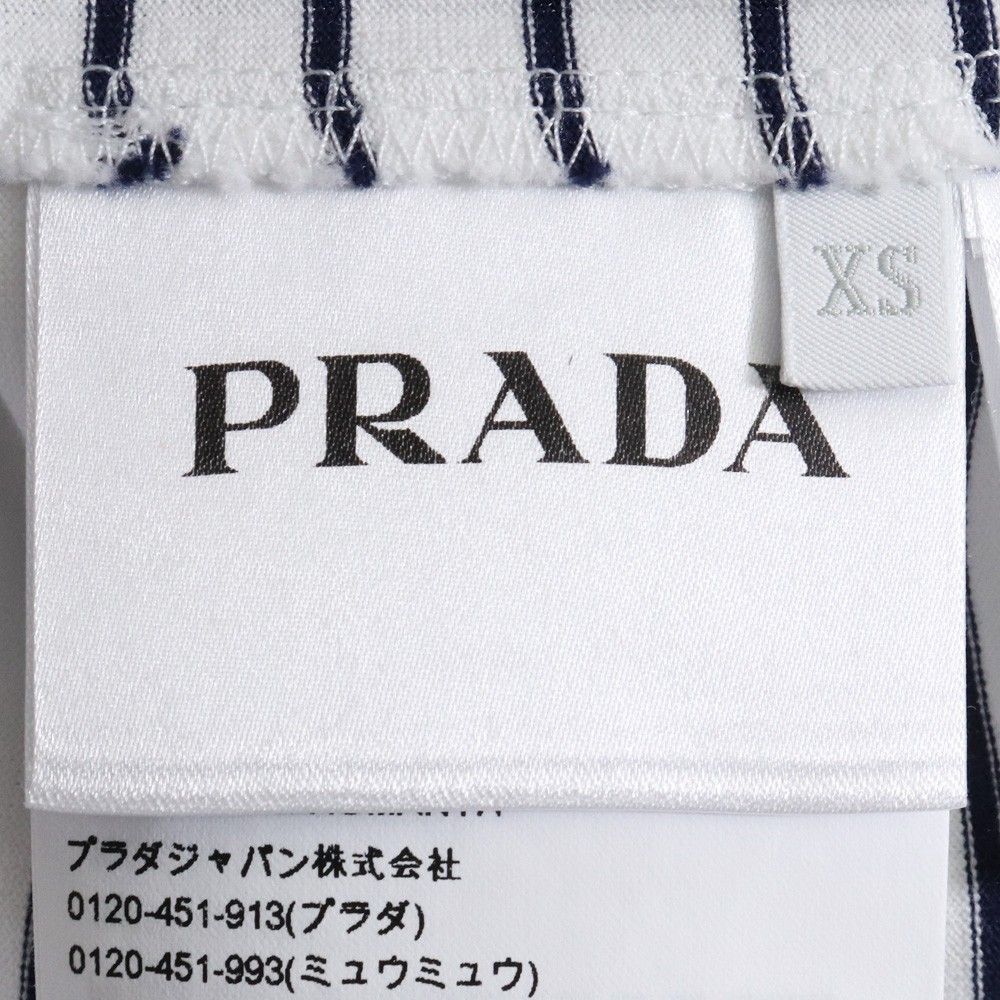 XS
PRADA
プラダジャパン株式会社
0120-451-913(プラダ)
0120-451-993(ミュウミュウ)